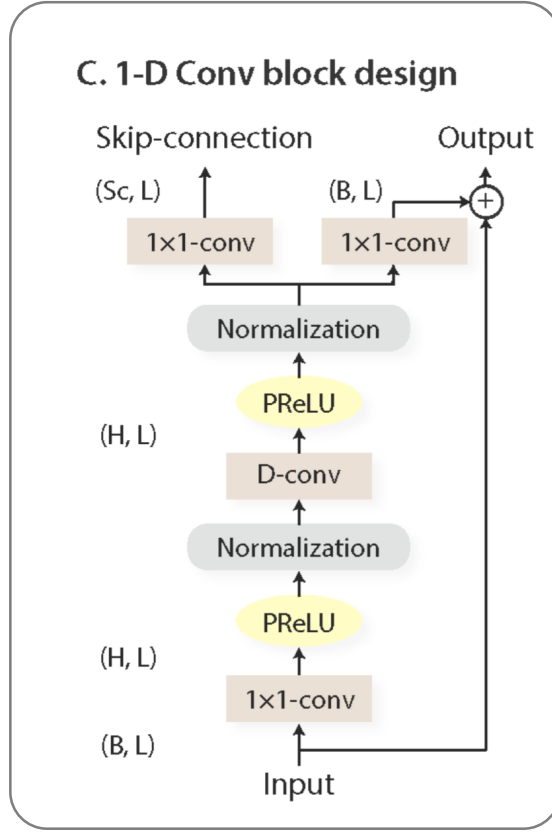 C. 1-D Conv block design
Skip-connection
Output
(Sc, L)
(B, L)
+
1×1-conv
1×1-conv
Normalization
PReLU
(H, L)
D-conv
Normalization
PReLU
(H, L)
1×1-conv
(B, L)
Input